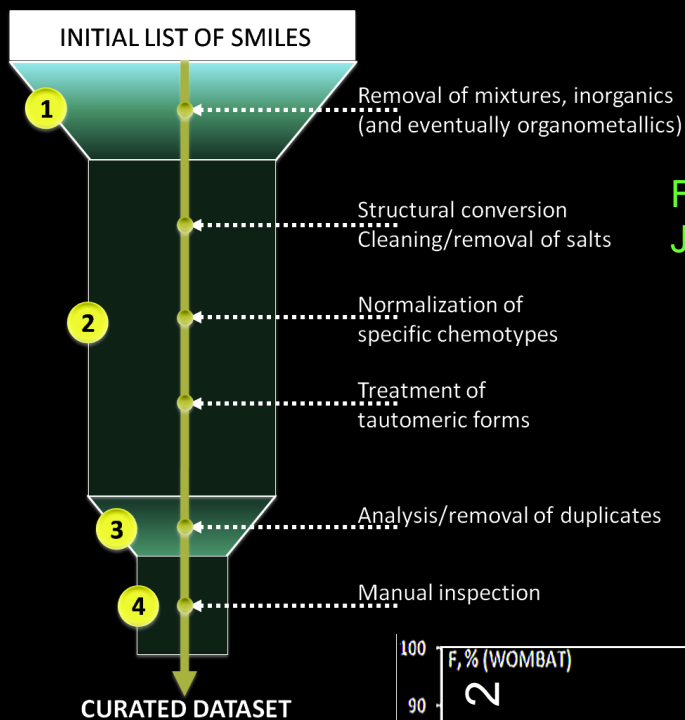 INITIAL LIST OF SMILES
1
Removal of mixtures, inorganics
(and eventually organometallics)
F
J
Structural conversion
Cleaning/removal of salts
2
Normalization of
specific chemotypes
Treatment of
tautomeric forms
3
Analysis/removal of duplicates
4
Manual inspection
CURATED DATASET
100
F, % (WOMBAT)
90
2